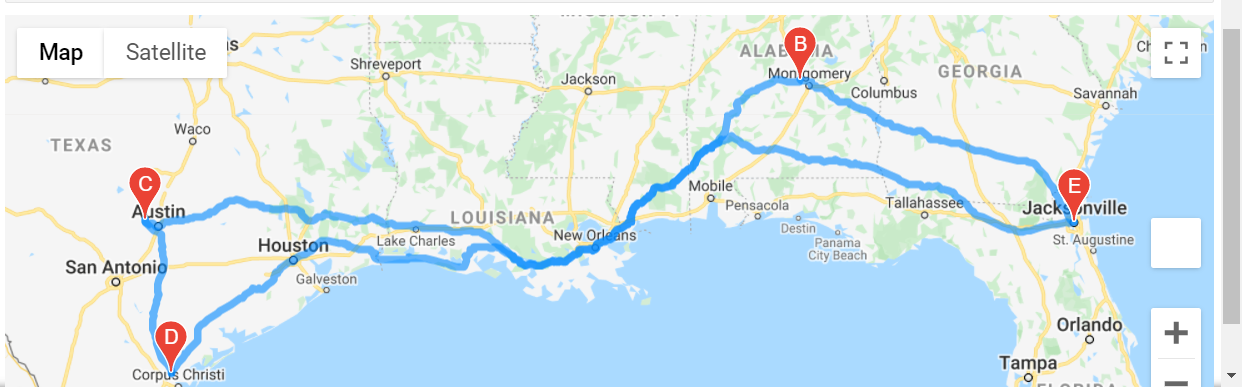 Map
Satellite
Shreveport
Jackson
ALABAMA
B
Montgomery
Columbus
GEORGIA
Savannah
Waco
TEXAS
C
Austin
LOUISIANA
Mobile
Pensacola
Destin
Panama
City Beach
Tallahassee
E
Jacksonville
St. Augustine
Houston
Lake Charles
New Orleans
San Antonio
Galveston
D
Corpus Christi
Orlando
Tampa
FLORIDA